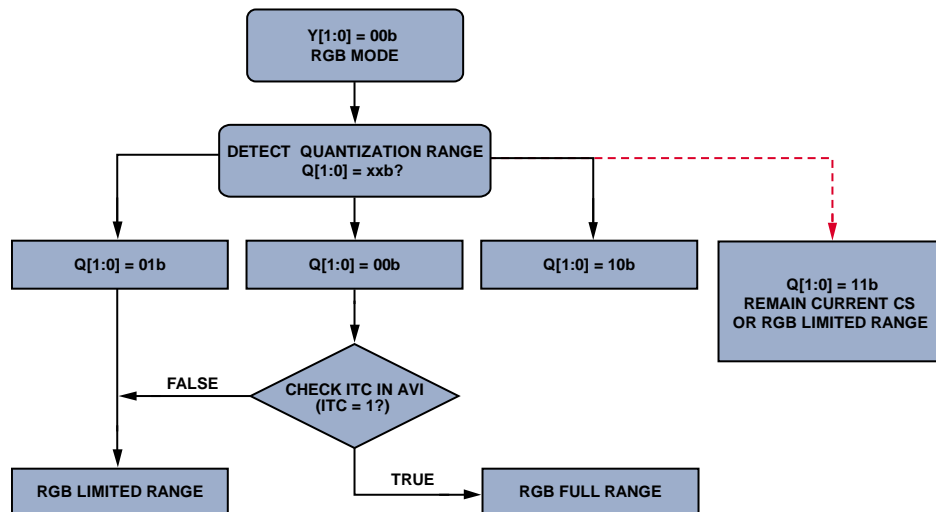 Y[1:0] = 00b
RGB MODE
DETECT QUANTIZATION RANGE
Q[1:0] = xxb?
Q[1:0] = 01b
Q[1:0] = 00b
Q[1:0] = 10b
Q[1:0] = 11b
REMAIN CURRENT CS
OR RGB LIMITED RANGE
FALSE
CHECK ITC IN AVI
(ITC = 1?)
TRUE
RGB LIMITED RANGE
RGB FULL RANGE